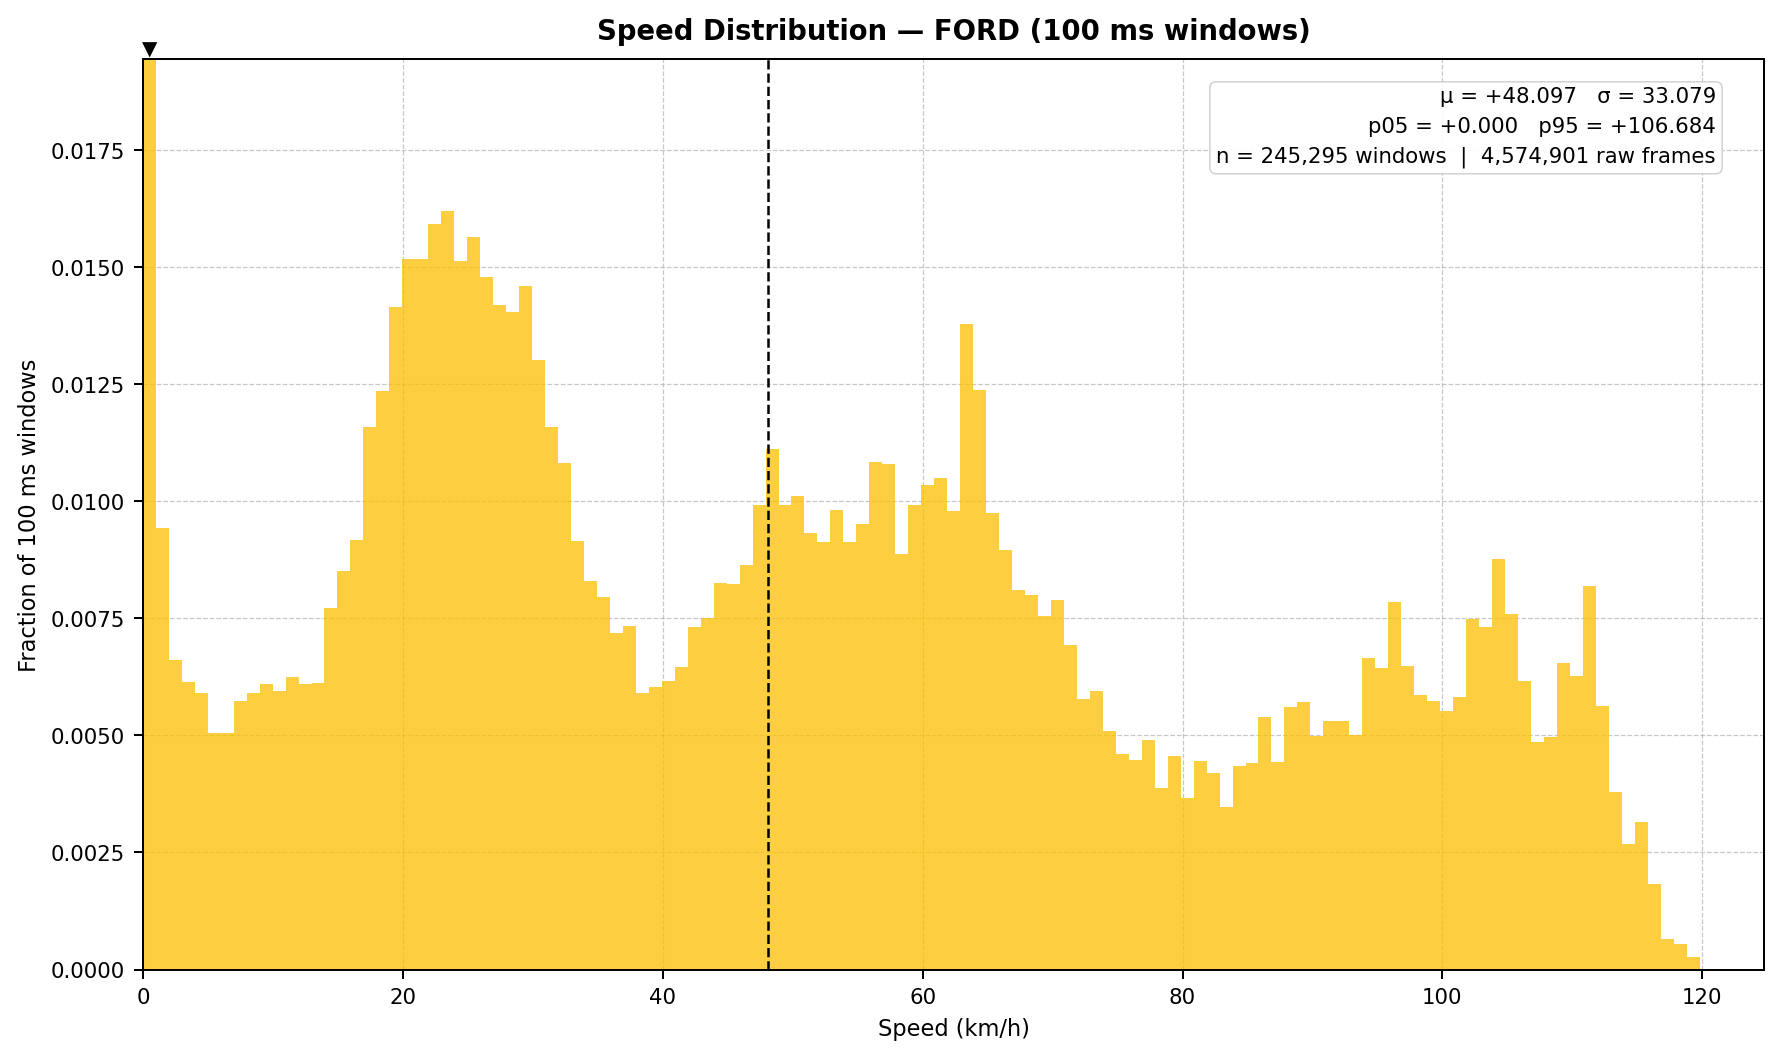 Speed Distribution — FORD (100 ms windows)
μ = +48.097   σ = 33.079
p05 = +0.000   p95 = +106.684
n = 245,295 windows  |  4,574,901 raw frames
Fraction of 100 ms windows
0.0175
0.0150
0.0125
0.0100
0.0075
0.0050
0.0025
0.0000
0 20 40 60 80 100 120
Speed (km/h)